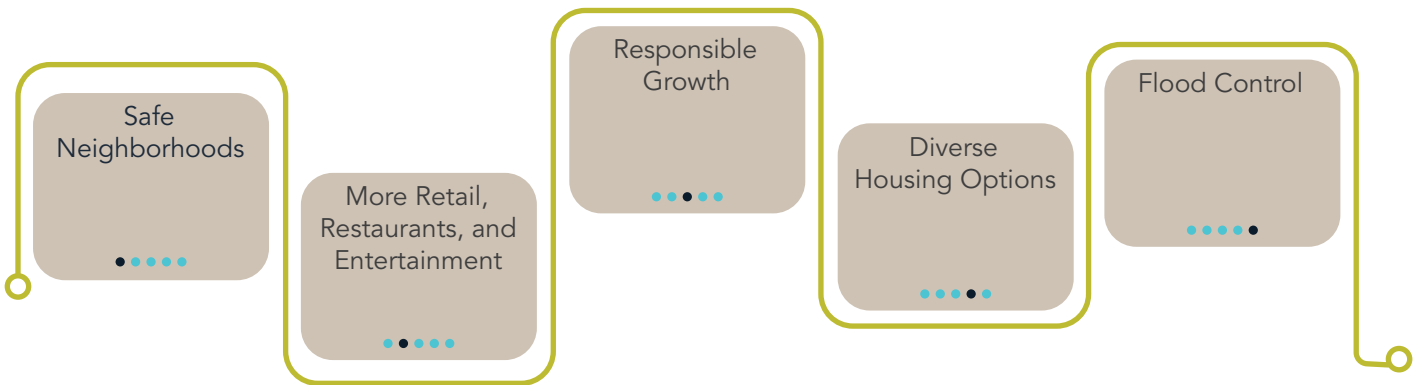 Safe
Neighborhoods
More Retail,
Restaurants, and
Entertainment
Responsible
Growth
Diverse
Housing Options
Flood Control